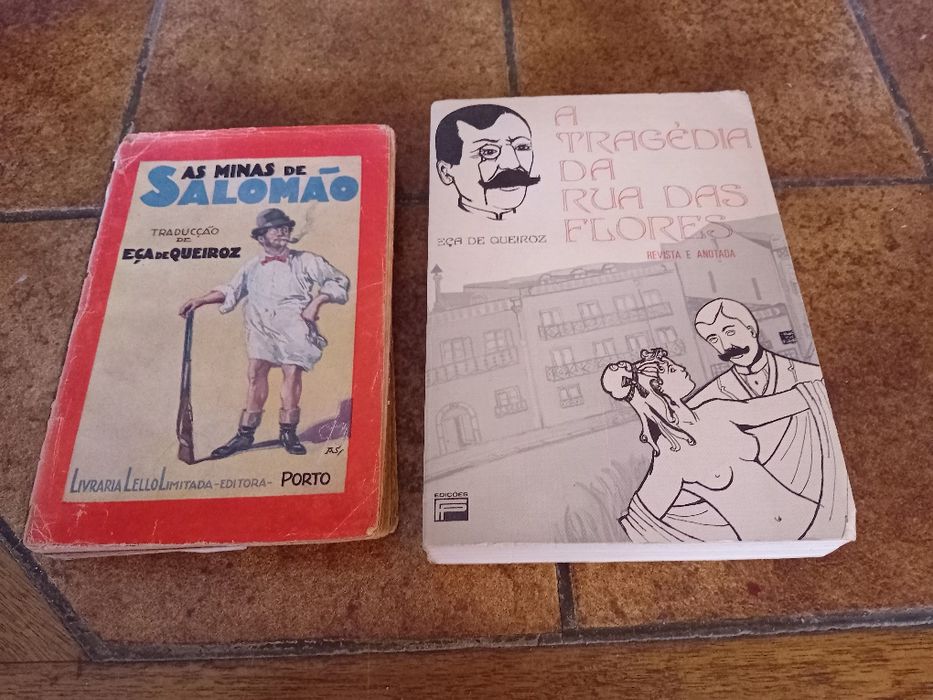 AS MINAS DE
SALOMÃO
TRADUCÇÃO
DE
EÇA DE QUEIROZ
LIVRARIA LELLO LIMITADA-EDITORA- PORTO
A
TRAGÉDIA
DA
RUA DAS
FLORES
EÇA DE QUEIROZ
REVISTA E ANOTADA
EDIÇÕES